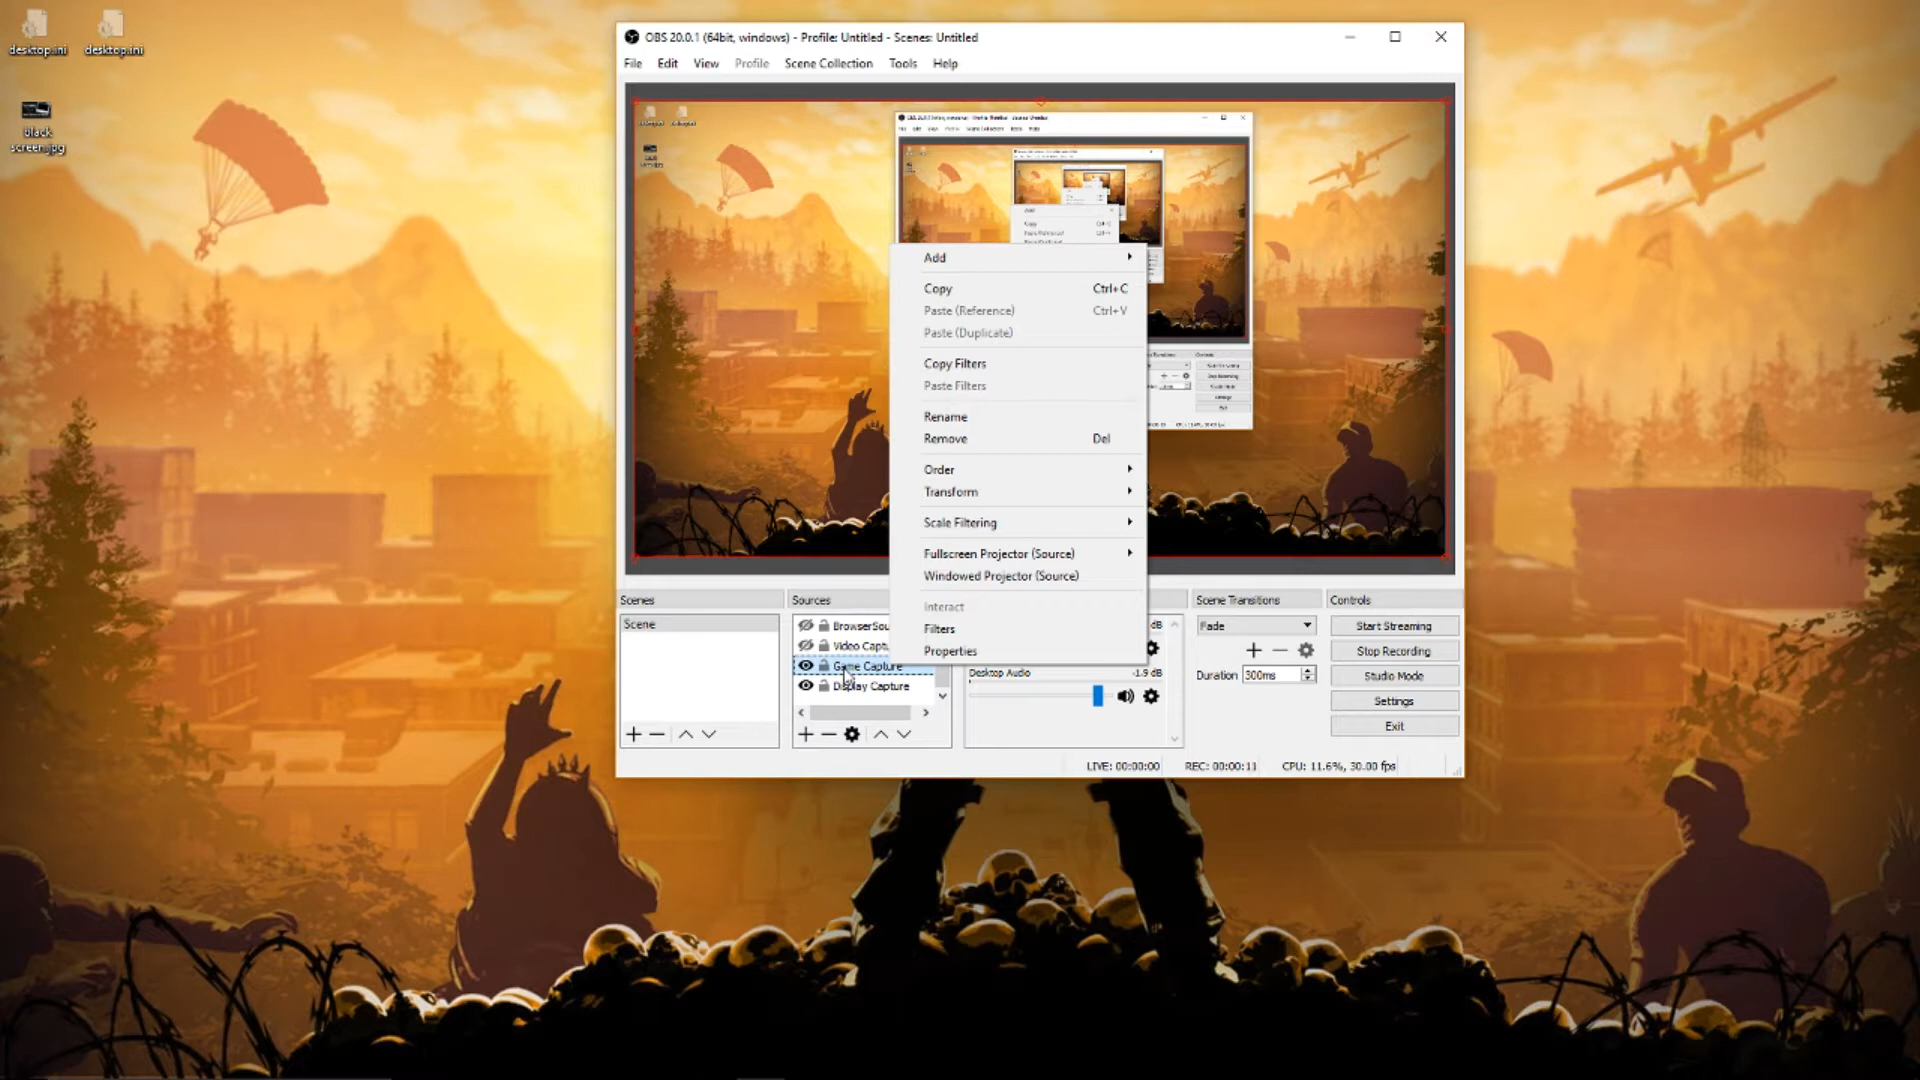 desktop.ini
desktop.ini
Black
screen.jpg
OBS 20.0.1 (64bit, windows) - Profile: Untitled - Scenes: Untitled
File Edit View Profile Scene Collection Tools Help
Add
Copy Ctrl+C
Paste (Reference) Ctrl+V
Paste (Duplicate)
Copy Filters
Paste Filters
Rename
Remove Del
Order
Transform
Scale Filtering
Fullscreen Projector (Source)
Windowed Projector (Source)
Interact
Filters
Properties
Scenes
Scene
Sources
BrowserSou
Video Captu
Game Capture
Display Capture
dB
Desktop Audio -1.9 dB
Scene Transitions
Fade
Duration 300ms
Controls
Start Streaming
Stop Recording
Studio Mode
Settings
Exit
LIVE: 00:00:00 REC: 00:00:11 CPU: 11.6%, 30.00 fps